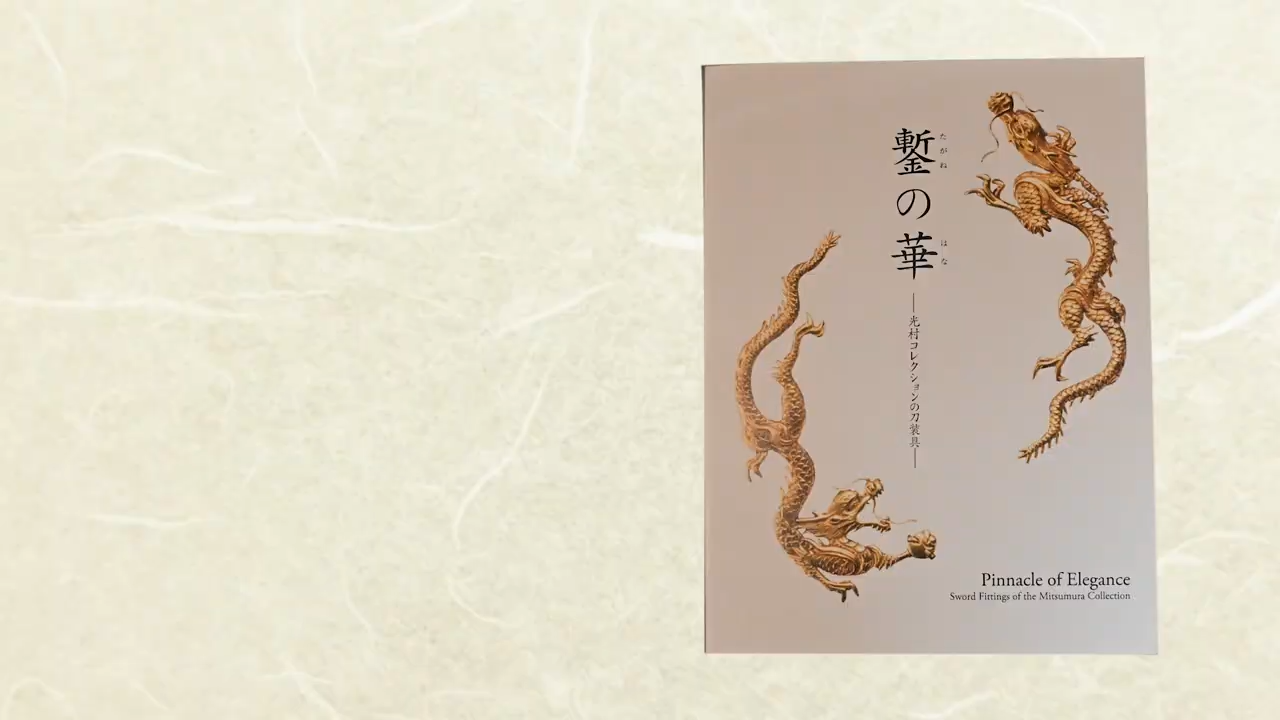 鏨の華
たがね
はな
―光村コレクションの刀装具―
Pinnacle of Elegance
Sword Fittings of the Mitsumura Collection